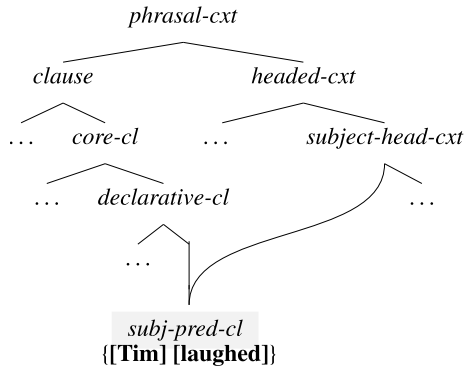 phrasal-cxt
clause headed-cxt
... core-cl ... subject-head-cxt
... declarative-cl ...
...
subj-pred-cl
{[Tim] [laughed]}